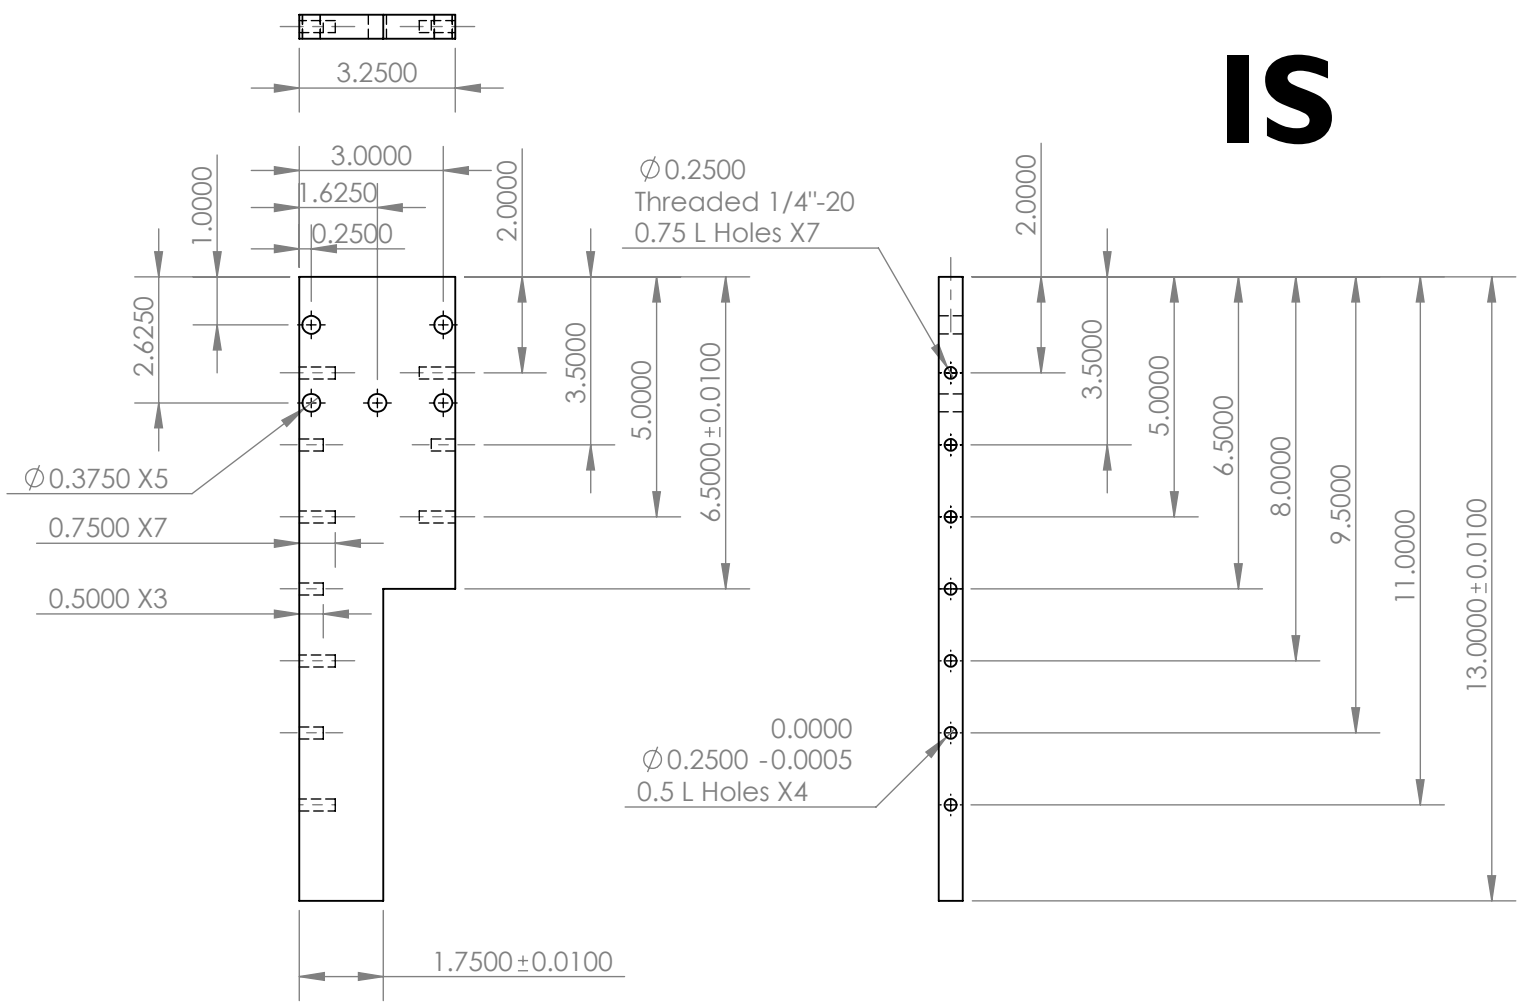 3.2500
IS
3.0000
1.6250
0.2500
1.0000
2.6250
2.0000
3.5000
5.0000
6.5000±0.0100
Ø0.2500
Threaded 1/4"-20
0.75 L Holes X7
2.0000
3.5000
5.0000
6.5000
8.0000
9.5000
11.0000
13.0000±0.0100
Ø0.3750 X5
0.7500 X7
0.5000 X3
0.0000
Ø0.2500 -0.0005
0.5 L Holes X4
1.7500±0.0100